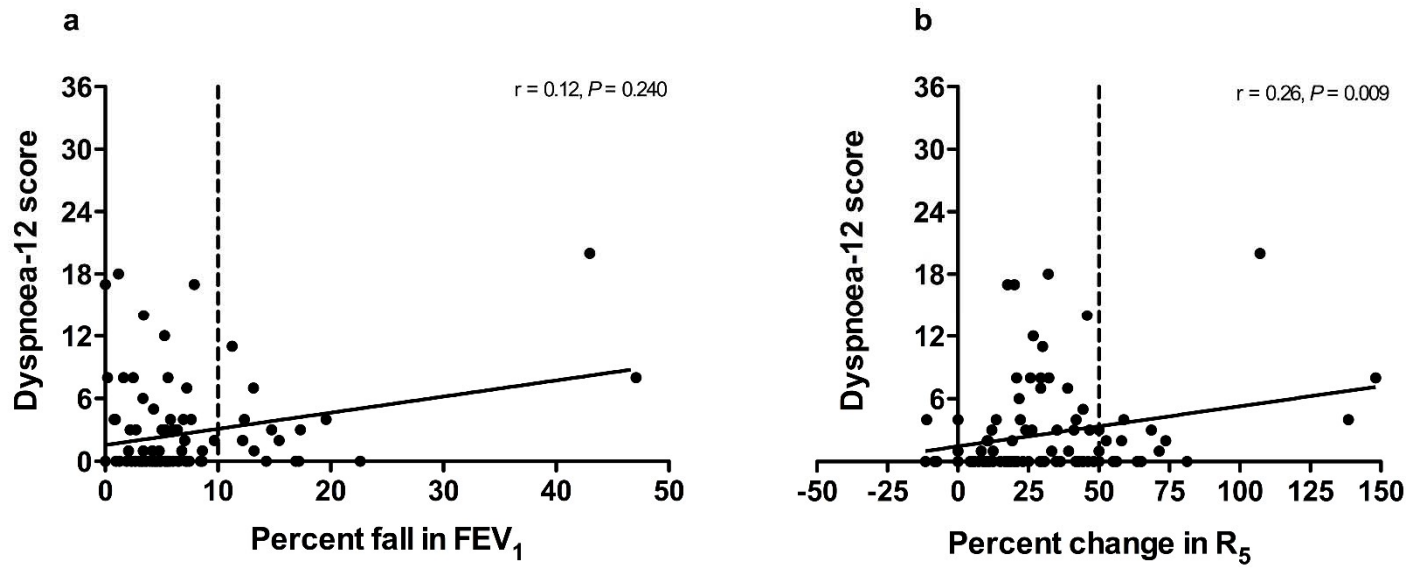 a
r = 0.12, P = 0.240
36
30
24
18
12
6
0
Dyspnoea-12 score
0 10 20 30 40 50
Percent fall in FEV1
b
r = 0.26, P = 0.009
36
30
24
18
12
6
Dyspnoea-12 score
-50 -25 0 25 50 75 100 125 150
Percent change in R5